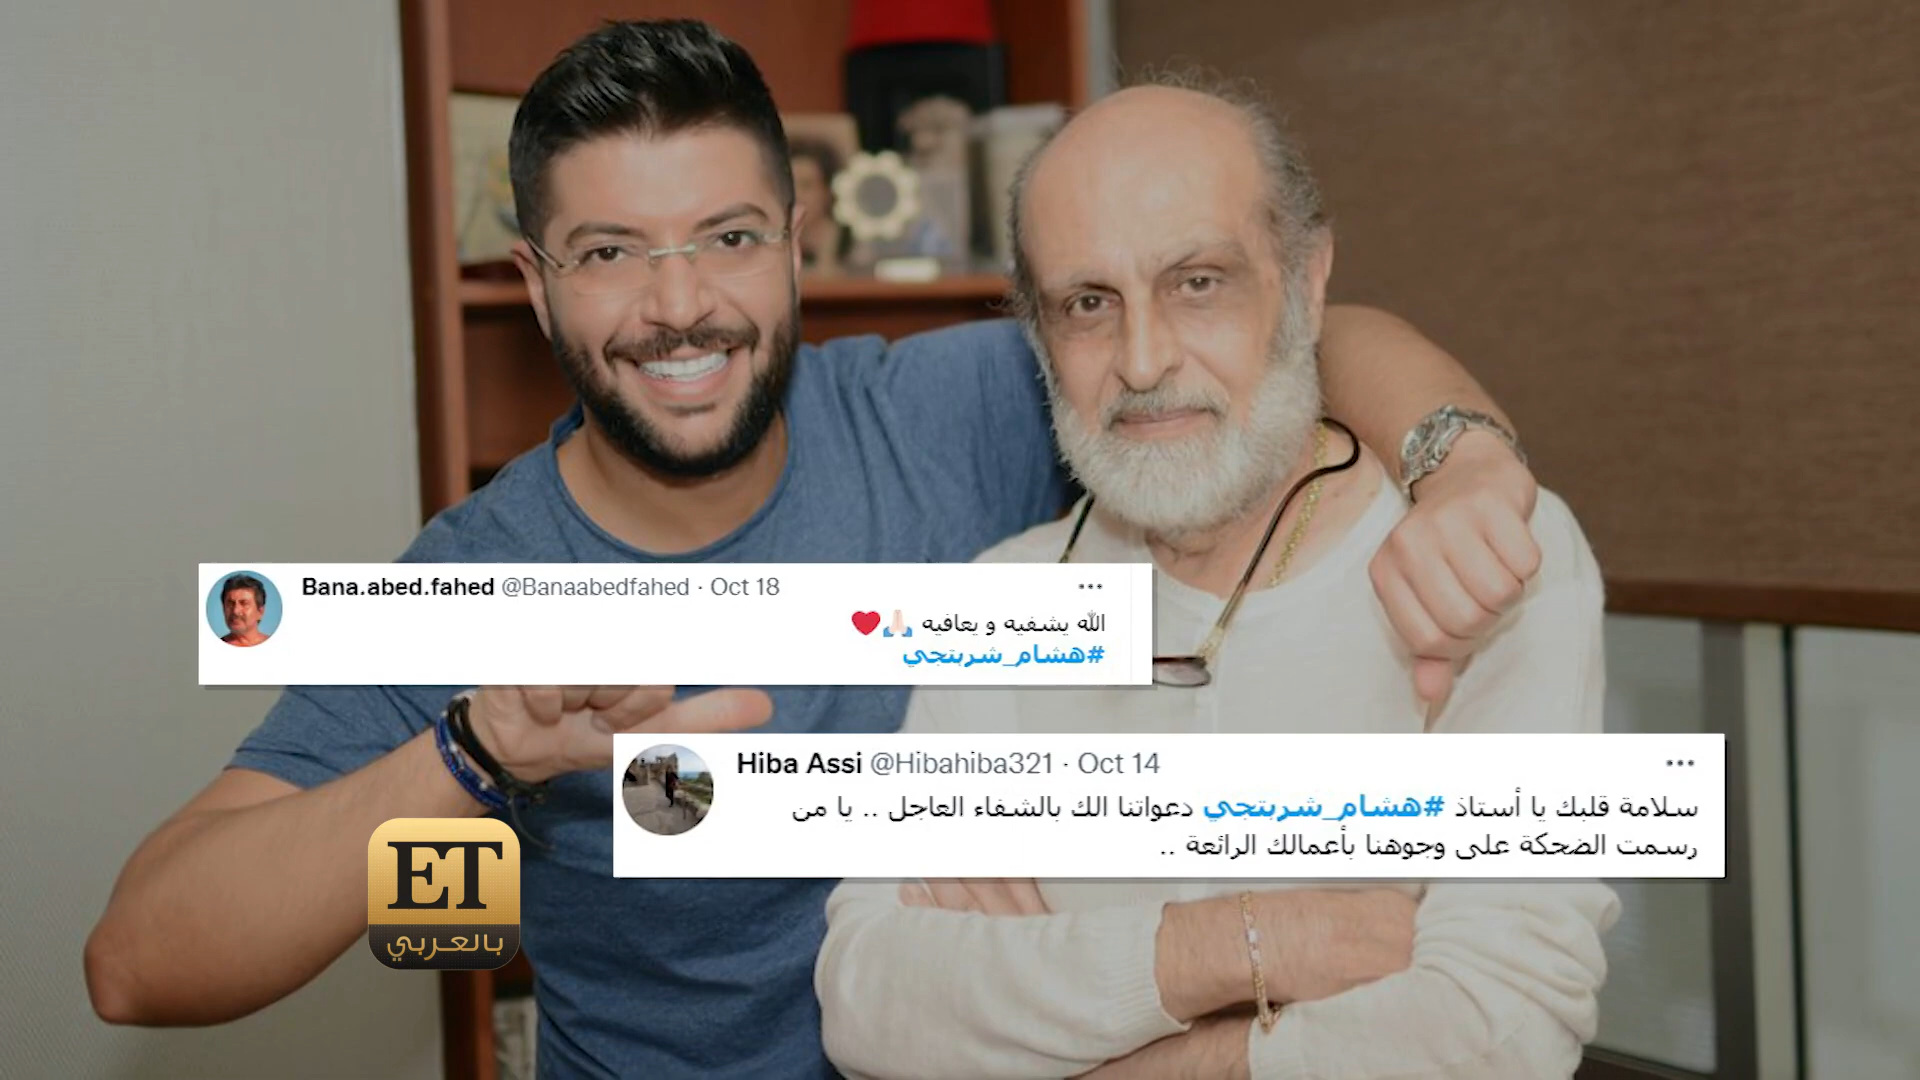 Bana.abed.fahed @Banaabedfahed · Oct 18
الله يشفيه و يعافيه 🙏🏻❤️
#هشام_شربتجي
Hiba Assi @Hibahiba321 · Oct 14
سلامة قلبك يا أستاذ #هشام_شربتجي دعواتنا الك بالشفاء العاجل .. يا من
رسمت الضحكة على وجوهنا بأعمالك الرائعة ..
ET
بالعربي